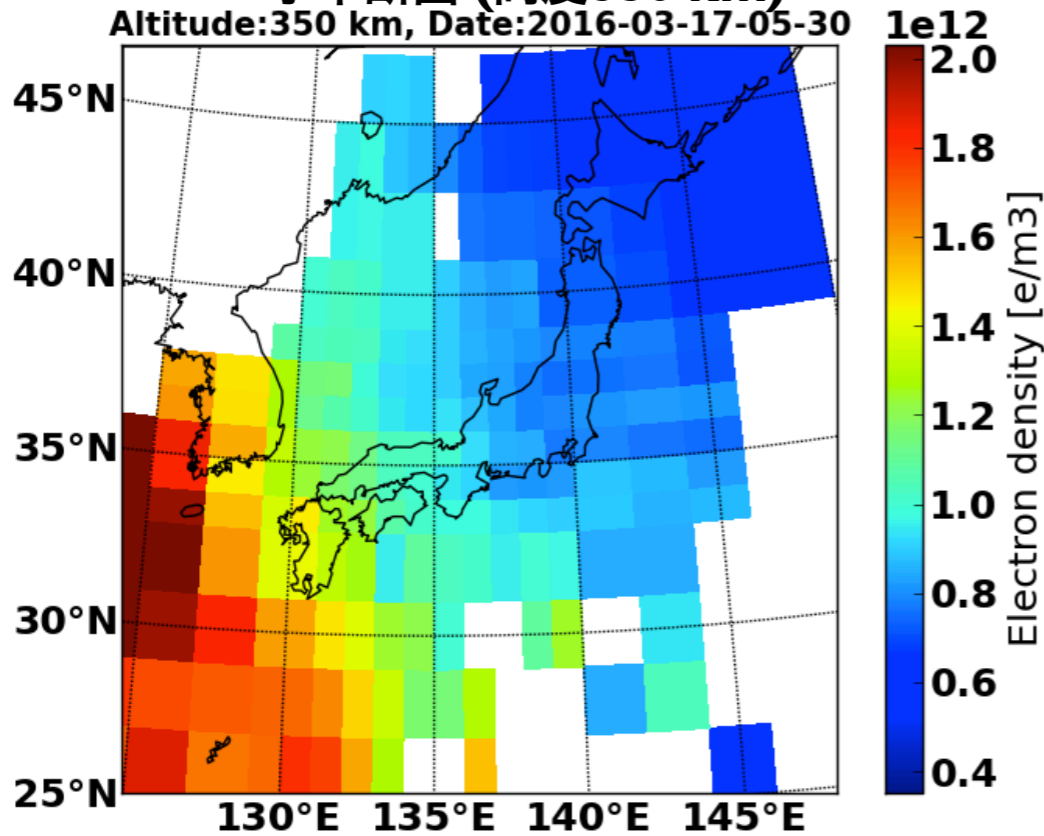 Altitude:350 km, Date:2016-03-17-05-30
1e12
45°N
40°N
35°N
30°N
25°N
130°E 135°E 140°E 145°E
2.0
1.8
1.6
1.4
1.2
1.0
0.8
0.6
0.4
Electron density [e/m3]